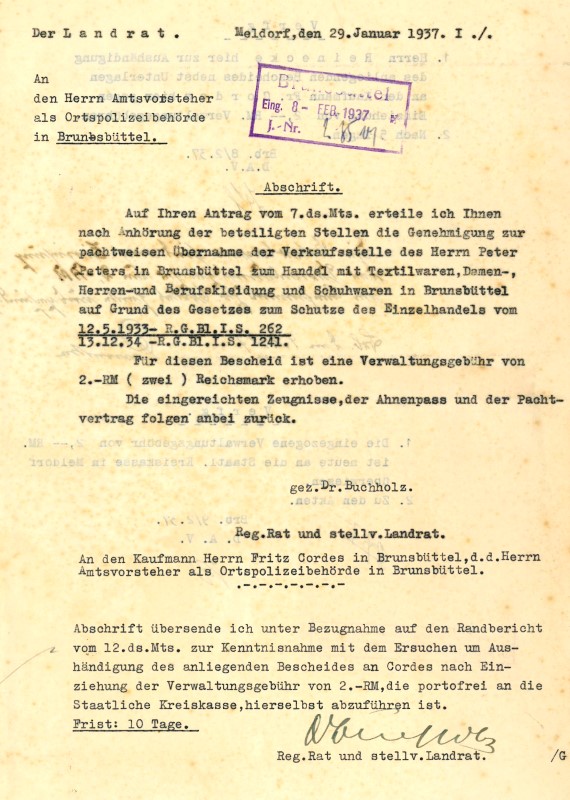 Der Landrat.
Meldorf,den 29.Januar 1937. I ./.
An
den Herrn Amtsvorsteher
als Ortspolizeibehörde
in Brunsbüttel.
Eing. 8 - FEB. 1937
J.-Nr.
Abschrift.
Auf Ihren Antrag vom 7.ds.Mts. erteile ich Ihnen
nach Anhörung der beteiligten Stellen die Genehmigung zur
pachtweisen Übernahme der Verkaufsstelle des Herrn Peter
Peters in Brunsbüttel zum Handel mit Textilwaren,Damen-,
Herren-und Berufskleidung und Schuhwaren in Brunsbüttel
auf Grund des Gesetzes zum Schutze des Einzelhandels vom
12.5.1933- R.G.Bl.I.S. 262
13.12.34 -R.G.Bl.I.S. 1241.
Für diesen Bescheid ist eine Verwaltungsgebühr von
2.-RM ( zwei ) Reichsmark erhoben.
Die eingereichten Zeugnisse,der Ahnenpass und der Pacht-
vertrag folgen anbei zurück.
gez.Dr.Buchholz.
Reg.Rat und stellv.Landrat.
An den Kaufmann Herrn Fritz Cordes in Brunsbüttel,d.d.Herrn
Amtsvorsteher als Ortspolizeibehörde in Brunsbüttel.
-.-.-.-.-.-.-
Abschrift übersende ich unter Bezugnahme auf den Randbericht
vom 12.ds.Mts. zur Kenntnisnahme mit dem Ersuchen um Aus-
händigung des anliegenden Bescheides an Cordes nach Ein-
ziehung der Verwaltungsgebühr von 2.-RM,die portofrei an die
Staatliche Kreiskasse,hierselbst abzuführen ist.
Frist: 10 Tage.
Reg.Rat und stellv.Landrat.
/G